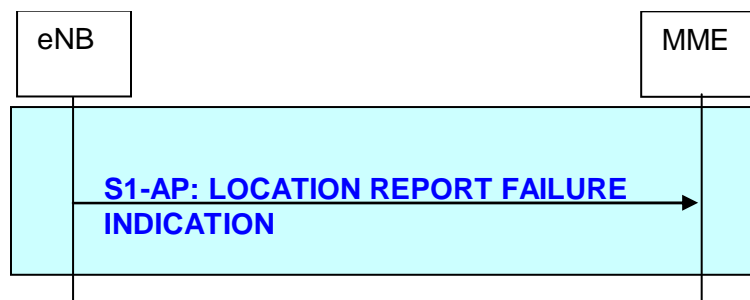 eNB
MME
S1-AP: LOCATION REPORT FAILURE
INDICATION